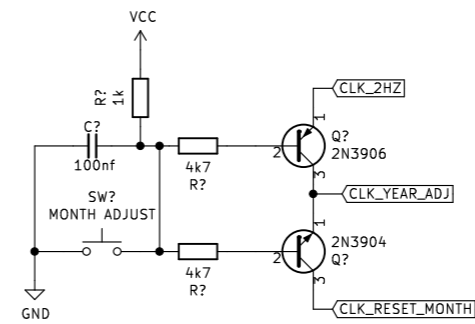 VCC
R?
1k
CLK_2HZ
C?
100nf
1
Q?
2N3906
2
4k7
R?
3
SW?
MONTH ADJUST
CLK_YEAR_ADJ
1
2N3904
Q?
2
4k7
R?
3
GND
CLK_RESET_MONTH